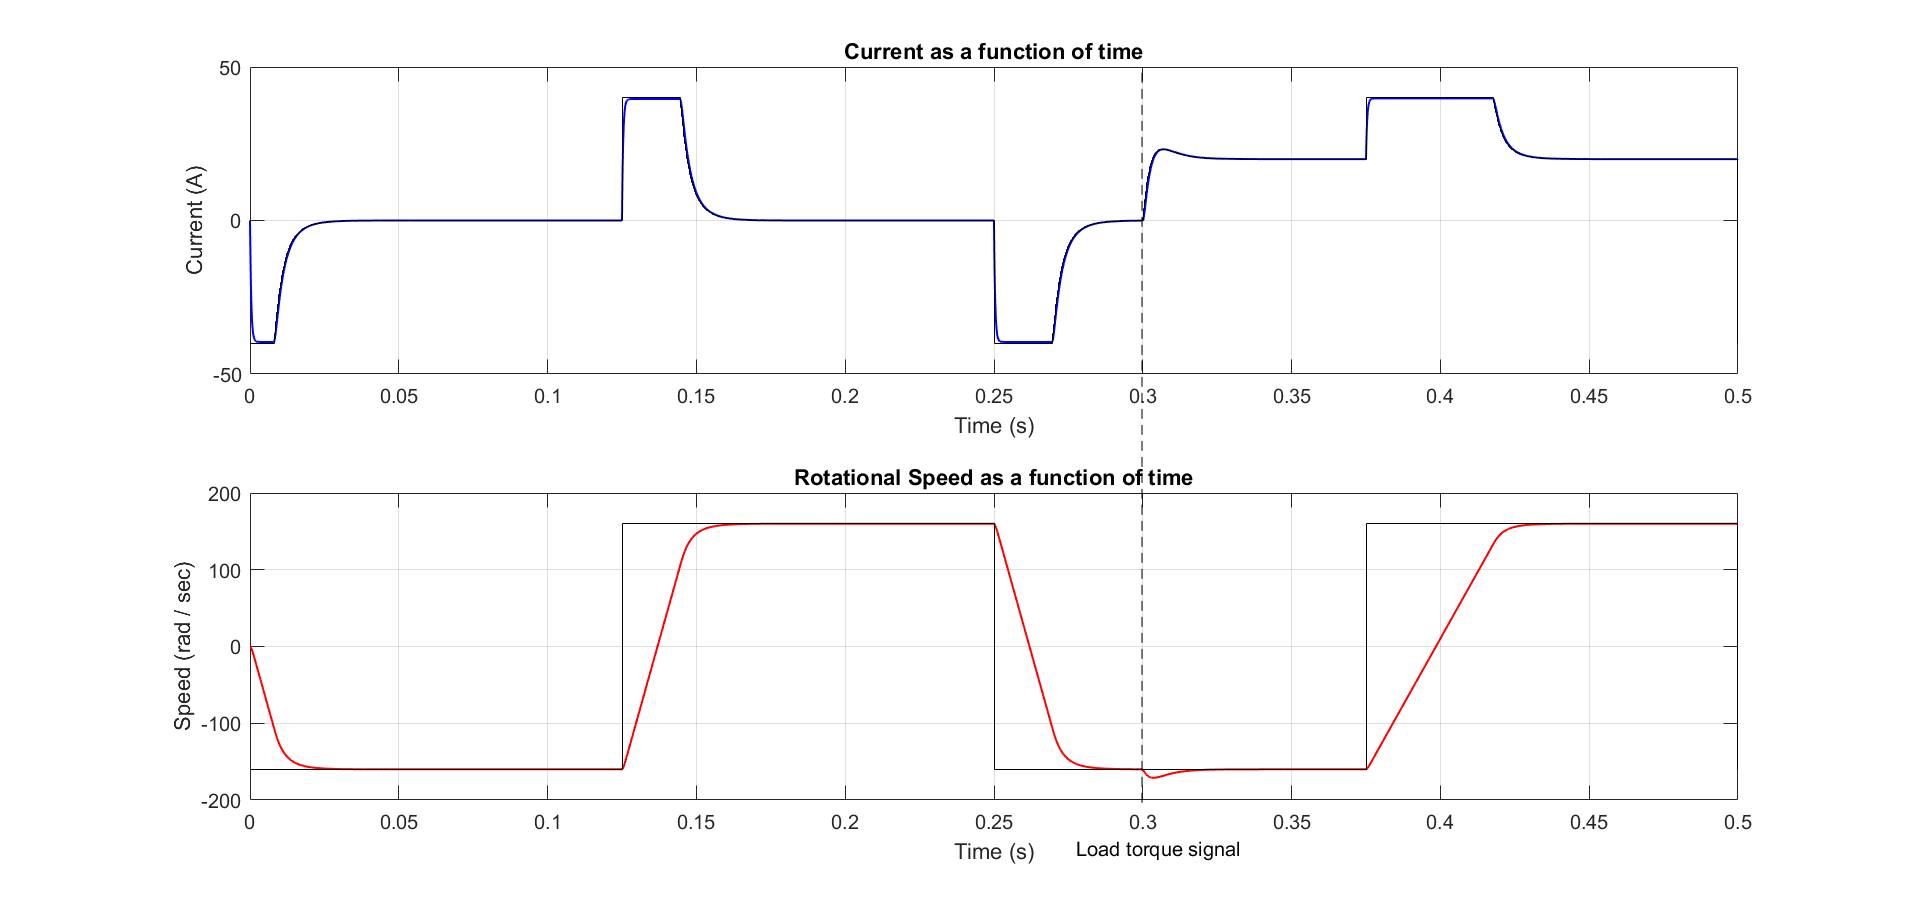 Current as a function of time
50
0
-50
Current (A)
0 0.05 0.1 0.15 0.2 0.25 0.3 0.35 0.4 0.45 0.5
Time (s)
Rotational Speed as a function of time
200
100
0
-100
-200
Speed (rad / sec)
0 0.05 0.1 0.15 0.2 0.25 0.3 0.35 0.4 0.45 0.5
Time (s)
Load torque signal